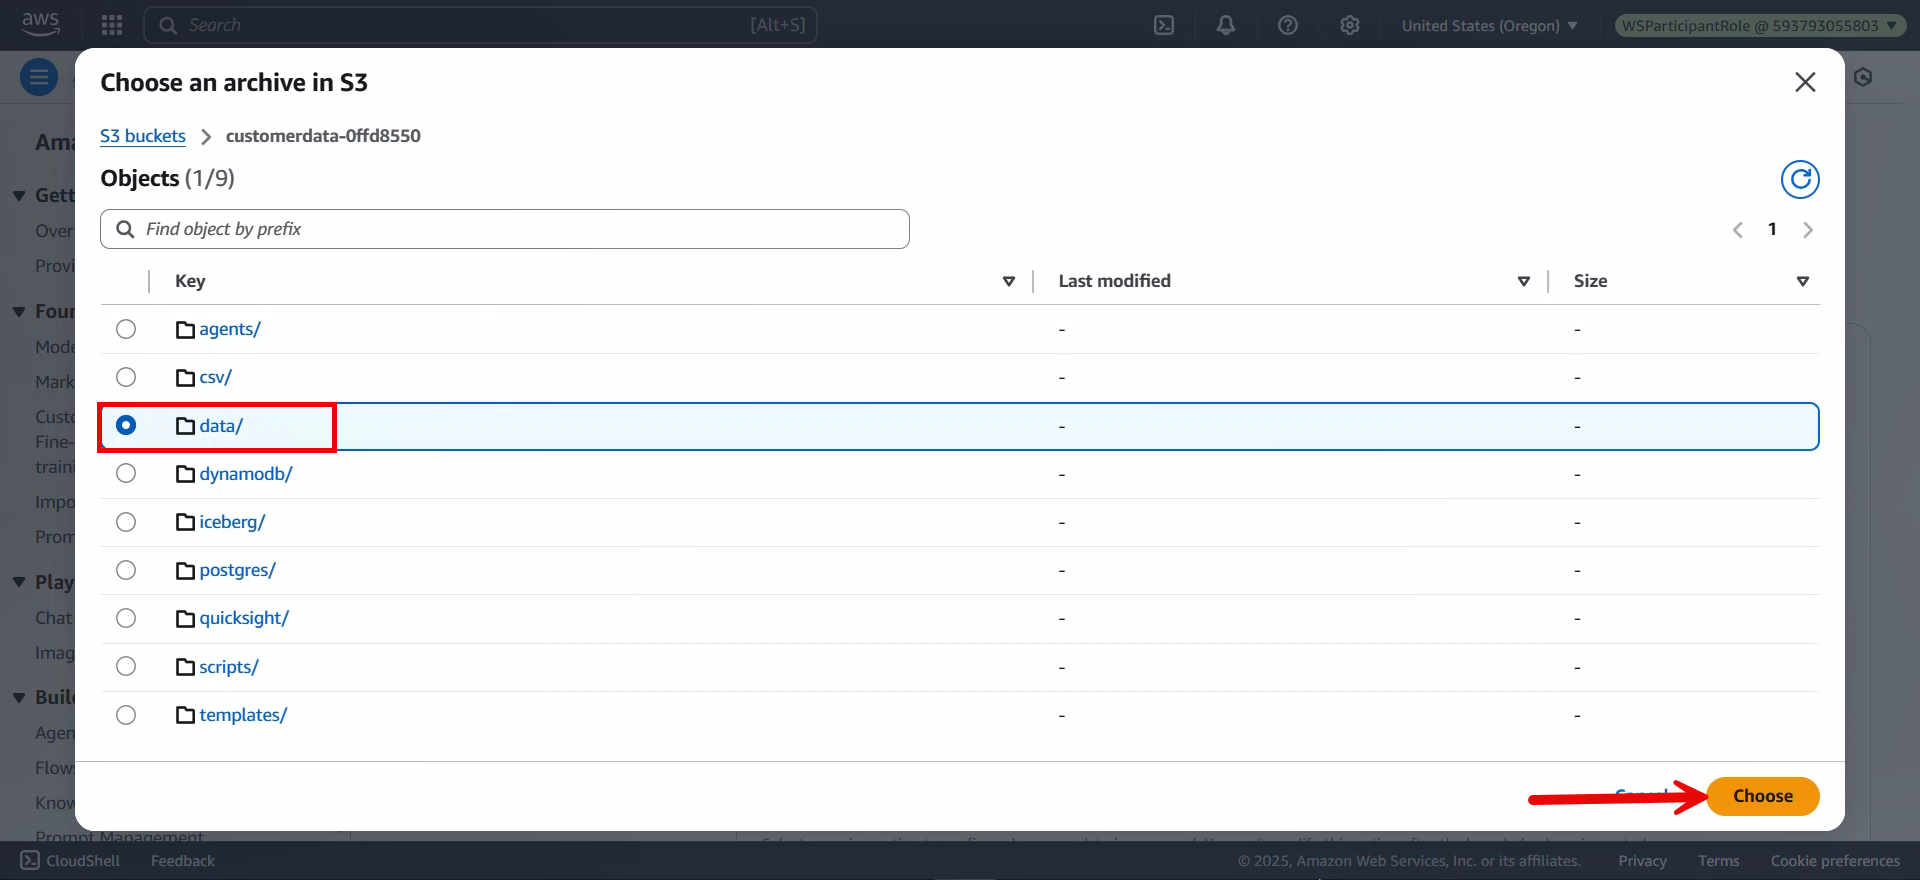 aws
Search
[Alt+S]
United States (Oregon)
WSParticipantRole @ 593793055803
Choose an archive in S3
S3 buckets
customerdata-0ffd8550
Objects (1/9)
Find object by prefix
1
Key
Last modified
Size
agents/
-
-
csv/
-
-
data/
-
-
dynamodb/
-
-
iceberg/
-
-
postgres/
-
-
quicksight/
-
-
scripts/
-
-
templates/
-
-
Choose
Ama
Gett
Over
Provi
Four
Mode
Mark
Custo
Fine-
traini
Impo
Prom
Play
Chat
Imag
Build
Agen
Flows
Know
Prompt Management
CloudShell
Feedback
© 2025, Amazon Web Services, Inc. or its affiliates.
Privacy
Terms
Cookie preferences